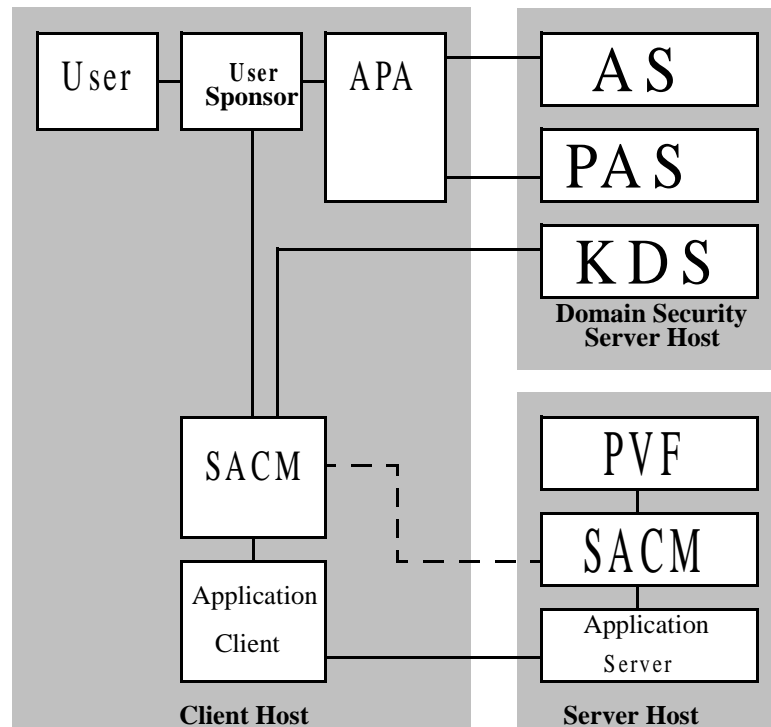 User
User
Sponsor
APA
AS
PAS
KDS
Domain Security
Server Host
SACM
PVF
SACM
Application
Client
Application
Server
Client Host
Server Host